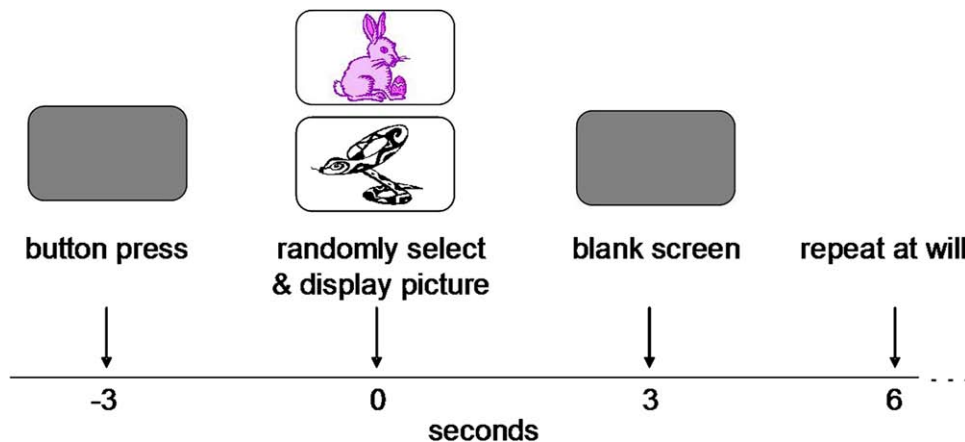 button press
randomly select
& display picture
blank screen
repeat at will
-3
0
3
6
seconds